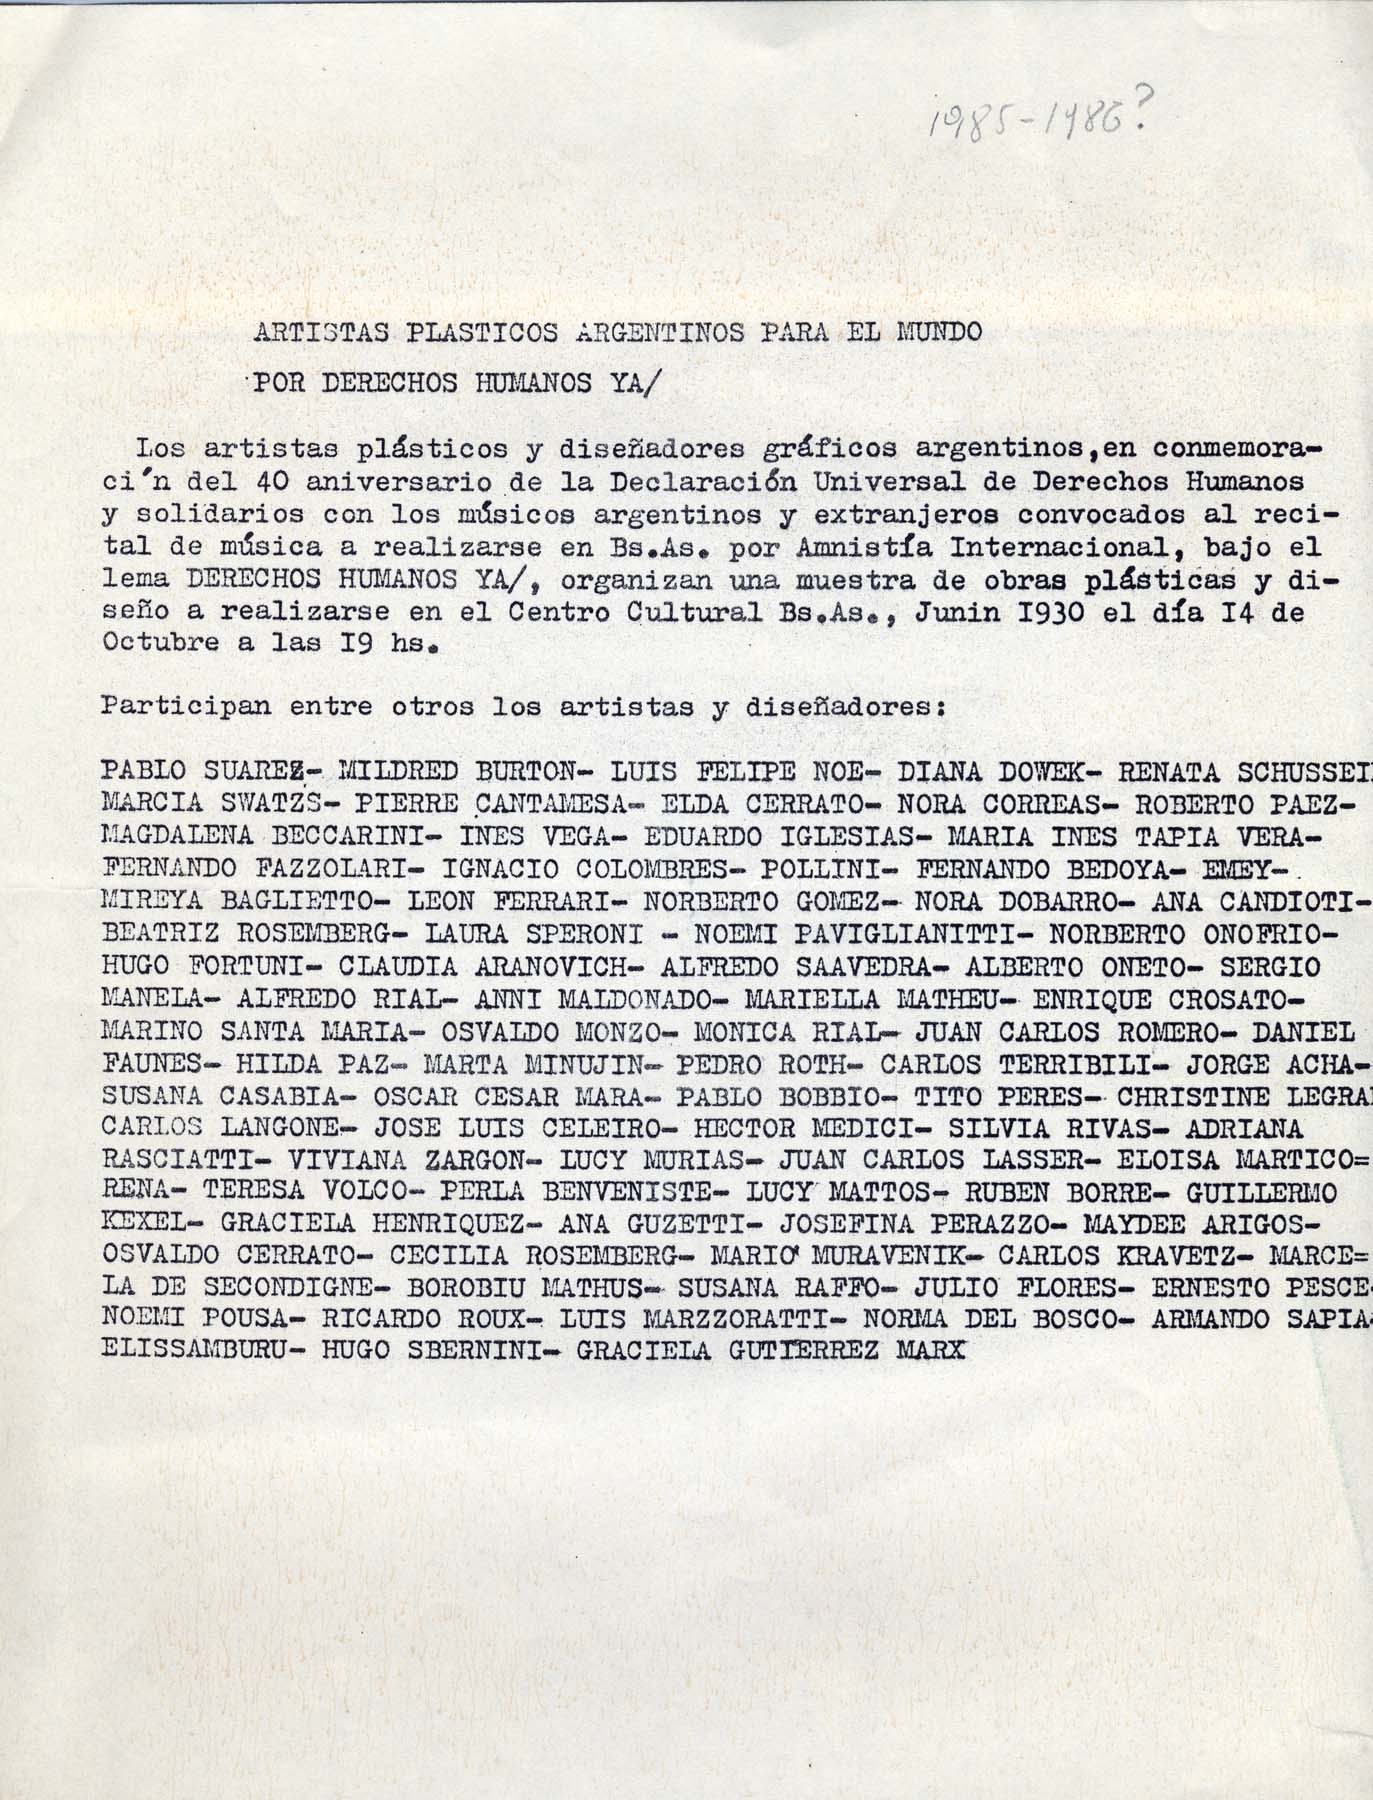 1985-1986?
ARTISTAS PLASTICOS ARGENTINOS PARA EL MUNDO
POR DERECHOS HUMANOS YA/
Los artistas plásticos y diseñadores gráficos argentinos,en conmemora-
ci´n del 40 aniversario de la Declaración Universal de Derechos Humanos
y solidarios con los músicos argentinos y extranjeros convocados al reci-
tal de música a realizarse en Bs.As. por Amnistía Internacional, bajo el
lema DERECHOS HUMANOS YA/, organizan una muestra de obras plásticas y di-
seño a realizarse en el Centro Cultural Bs.As., Junin I930 el día I4 de
Octubre a las I9 hs.
Participan entre otros los artistas y diseñadores:
PABLO SUAREZ- MILDRED BURTON- LUIS FELIPE NOE- DIANA DOWEK- RENATA SCHUSSEI
MARCIA SWATZS- PIERRE CANTAMESA- ELDA CERRATO- NORA CORREAS- ROBERTO PAEZ-
MAGDALENA BECCARINI- INES VEGA- EDUARDO IGLESIAS- MARIA INES TAPIA VERA-
FERNANDO FAZZOLARI- IGNACIO COLOMBRES- POLLINI- FERNANDO BEDOYA- EMEY-
MIREYA BAGLIETTO- LEON FERRARI- NORBERTO GOMEZ- NORA DOBARRO- ANA CANDIOTI-
BEATRIZ ROSEMBERG- LAURA SPERONI - NOEMI PAVIGLIANITTI- NORBERTO ONOFRIO-
HUGO FORTUNI- CLAUDIA ARANOVICH- ALFREDO SAAVEDRA- ALBERTO ONETO- SERGIO
MANELA- ALFREDO RIAL- ANNI MALDONADO- MARIELLA MATHEU- ENRIQUE CROSATO-
MARINO SANTA MARIA- OSVALDO MONZO- MONICA RIAL- JUAN CARLOS ROMERO- DANIEL
FAUNES- HILDA PAZ- MARTA MINUJIN- PEDRO ROTH- CARLOS TERRIBILI- JORGE ACHA-
SUSANA CASABIA- OSCAR CESAR MARA- PABLO BOBBIO- TITO PERES- CHRISTINE LEGRA
CARLOS LANGONE- JOSE LUIS CELEIRO- HECTOR MEDICI- SILVIA RIVAS- ADRIANA
RASCIATTI- VIVIANA ZARGON- LUCY MURIAS- JUAN CARLOS LASSER- ELOISA MARTICO=
RENA- TERESA VOLCO- PERLA BENVENISTE- LUCY MATTOS- RUBEN BORRE- GUILLERMO
KEXEL- GRACIELA HENRIQUEZ- ANA GUZETTI- JOSEFINA PERAZZO- MAYDEE ARIGOS-
OSVALDO CERRATO- CECILIA ROSEMBERG- MARIO MURAVENIK- CARLOS KRAVETZ- MARCE=
LA DE SECONDIGNE- BOROBIU MATHUS- SUSANA RAFFO- JULIO FLORES- ERNESTO PESCE-
NOEMI POUSA- RICARDO ROUX- LUIS MARZZORATTI- NORMA DEL BOSCO- ARMANDO SAPIA-
ELISSAMBURU- HUGO SBERNINI- GRACIELA GUTIERREZ MARX